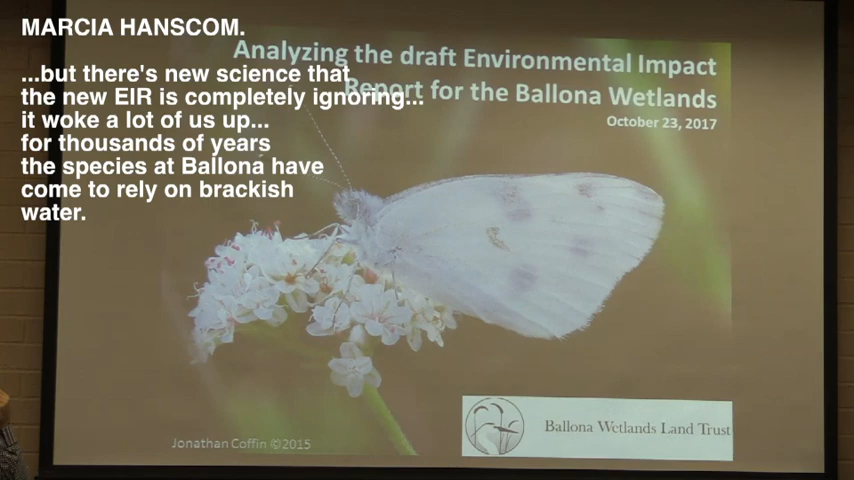 MARCIA HANSCOM.
...but there's new science that
the new EIR is completely ignoring...
it woke a lot of us up...
for thousands of years
the species at Ballona have
come to rely on brackish
water.
Analyzing the draft Environmental Impact
Report for the Ballona Wetlands
October 23, 2017
Jonathan Coffin ©2015
Ballona Wetlands Land Trust